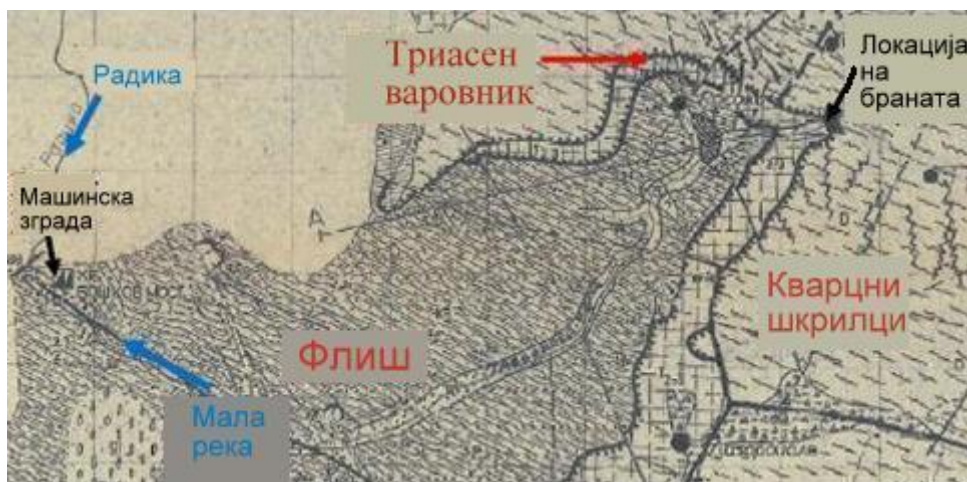 Радика
Триасен
варовник
Локација
на
браната
Машинска
зграда
А
Кварцни
шкрилци
Флиш
Мала
река